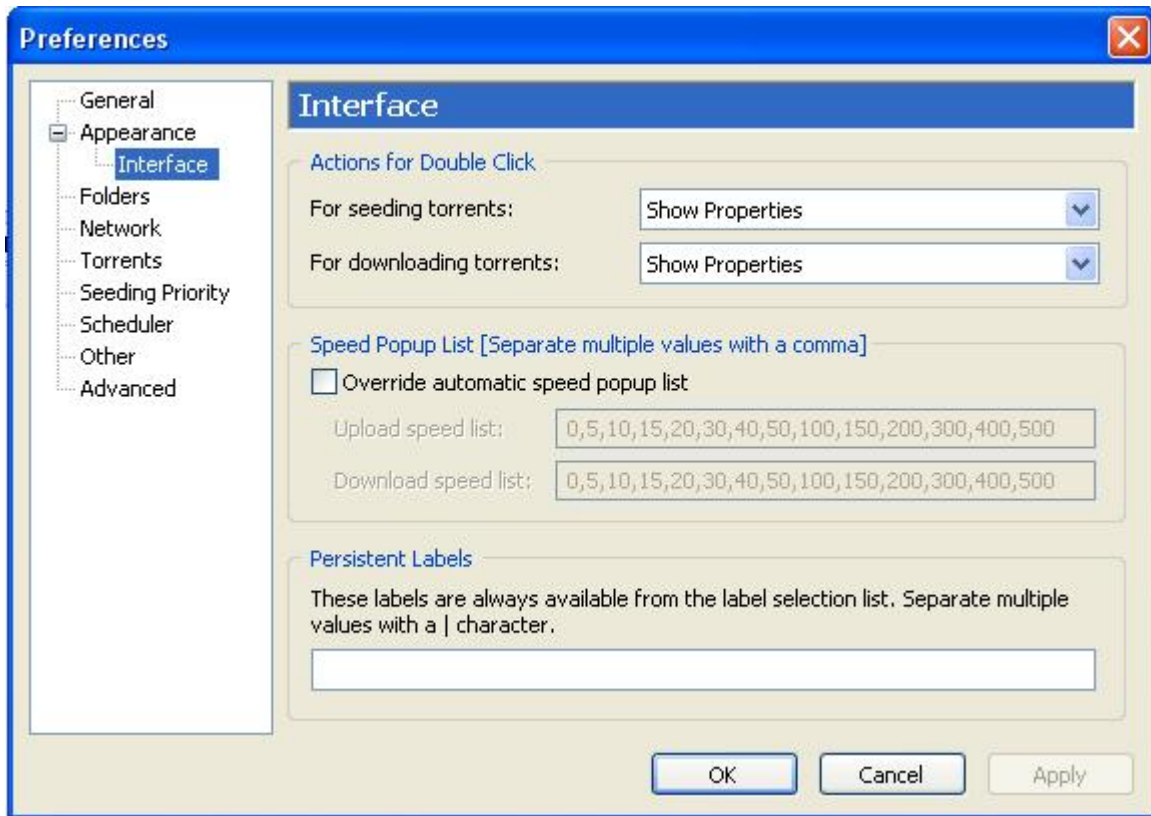 Preferences
General
Appearance
Interface
Folders
Network
Torrents
Seeding Priority
Scheduler
Other
Advanced
Interface
Actions for Double Click
For seeding torrents: Show Properties
For downloading torrents: Show Properties
Speed Popup List [Separate multiple values with a comma]
Override automatic speed popup list
Upload speed list: 0,5,10,15,20,30,40,50,100,150,200,300,400,500
Download speed list: 0,5,10,15,20,30,40,50,100,150,200,300,400,500
Persistent Labels
These labels are always available from the label selection list. Separate multiple
values with a | character.
OK Cancel Apply